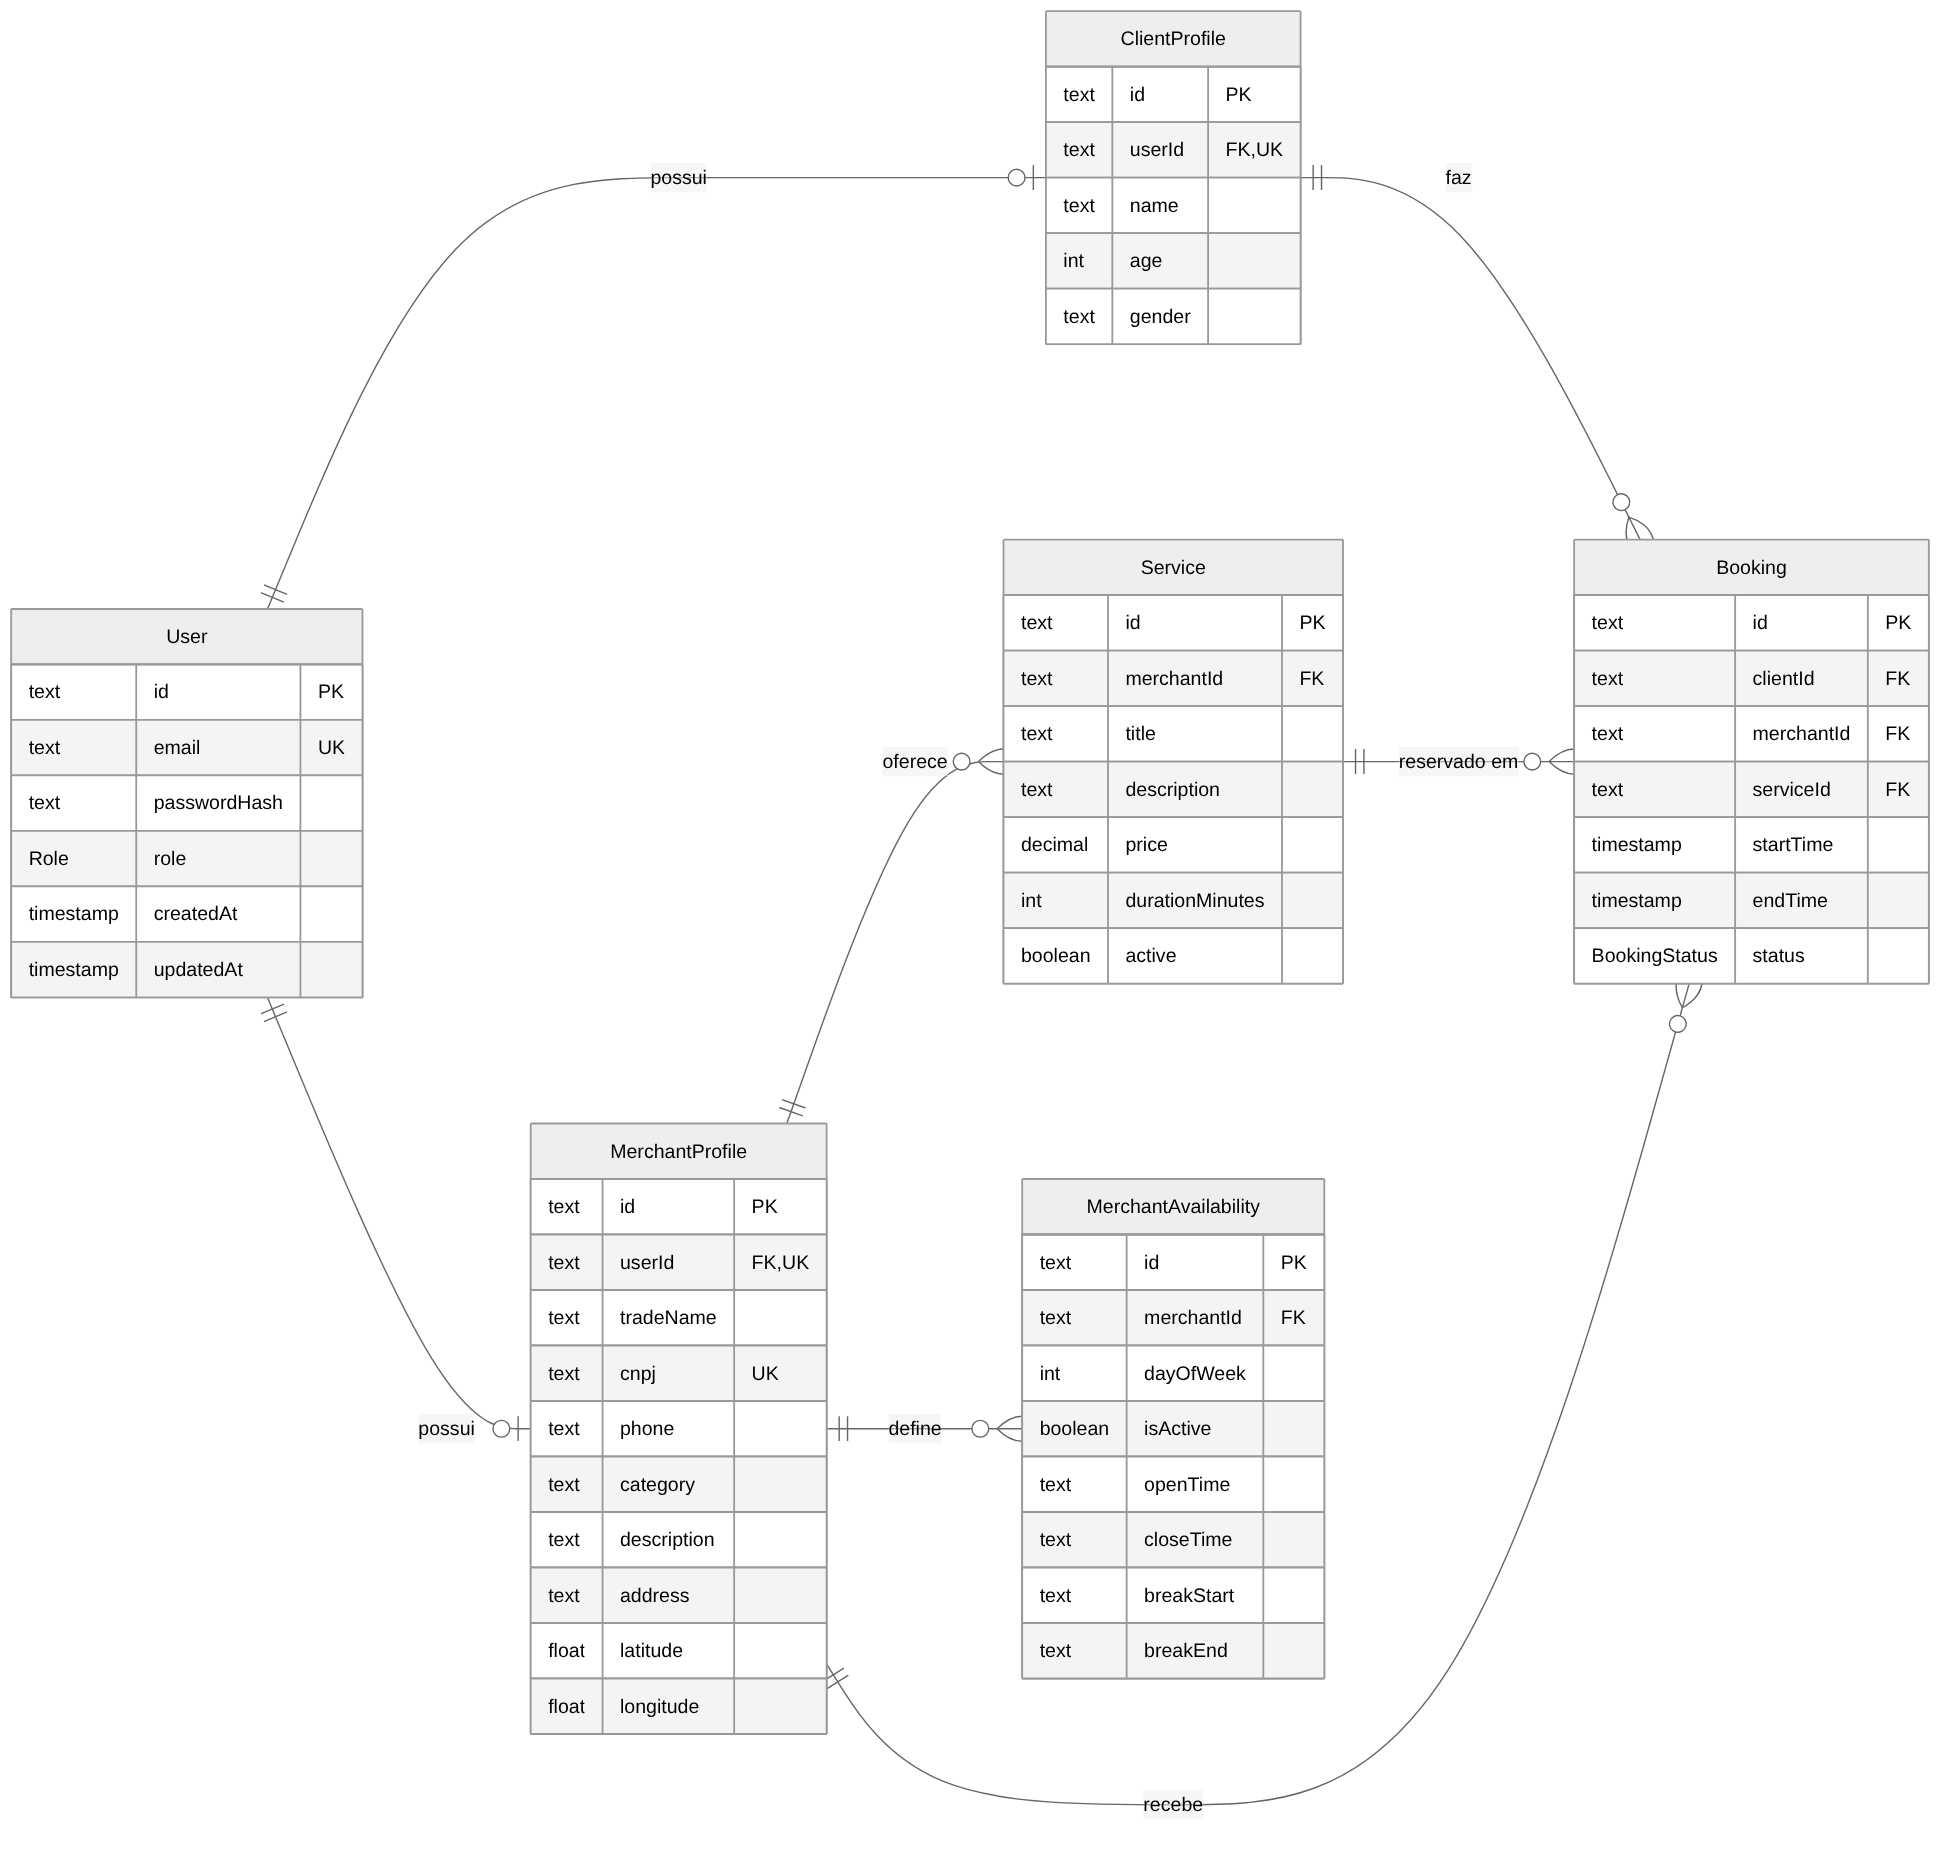 ClientProfile
text id PK
text userId FK,UK
text name
int age
text gender
possui
faz
User
text id PK
text email UK
text passwordHash
Role role
timestamp createdAt
timestamp updatedAt
Service
text id PK
text merchantId FK
text title
text description
decimal price
int durationMinutes
boolean active
oferece
reservado em
Booking
text id PK
text clientId FK
text merchantId FK
text serviceId FK
timestamp startTime
timestamp endTime
BookingStatus status
MerchantProfile
text id PK
text userId FK,UK
text tradeName
text cnpj UK
text phone
text category
text description
text address
float latitude
float longitude
possui
define
MerchantAvailability
text id PK
text merchantId FK
int dayOfWeek
boolean isActive
text openTime
text closeTime
text breakStart
text breakEnd
recebe